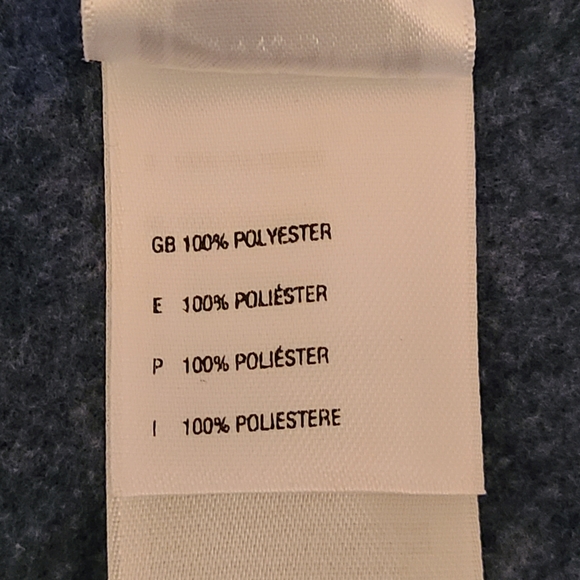 GB 100% POLYESTER
E 100% POLIÉSTER
P 100% POLIÉSTER
I 100% POLIESTERE